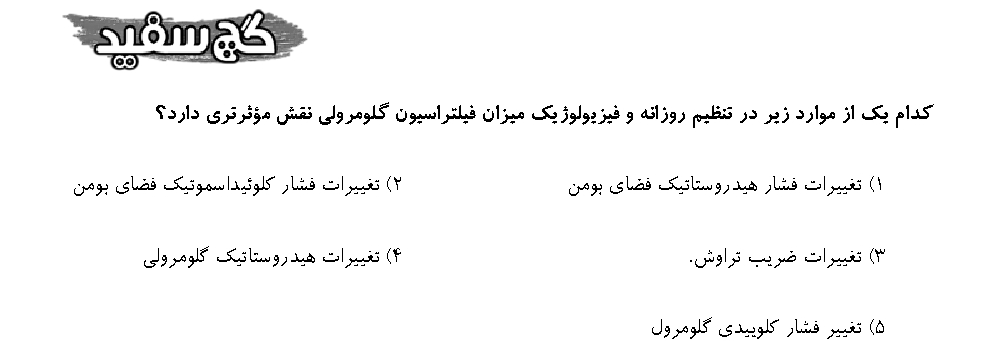 گچ سفید
کدام یک از موارد زیر در تنظیم روزانه و فیزیولوژیک میزان فیلتراسیون گلومرولی نقش مؤثرتری دارد؟
۱) تغییرات فشار هیدروستاتیک فضای بومن ۲) تغییرات فشار کلوئیداسموتیک فضای بومن
۳) تغییرات ضریب تراوش. ۴) تغییرات هیدروستاتیک گلومرولی
۵) تغییر فشار کلوییدی گلومرول